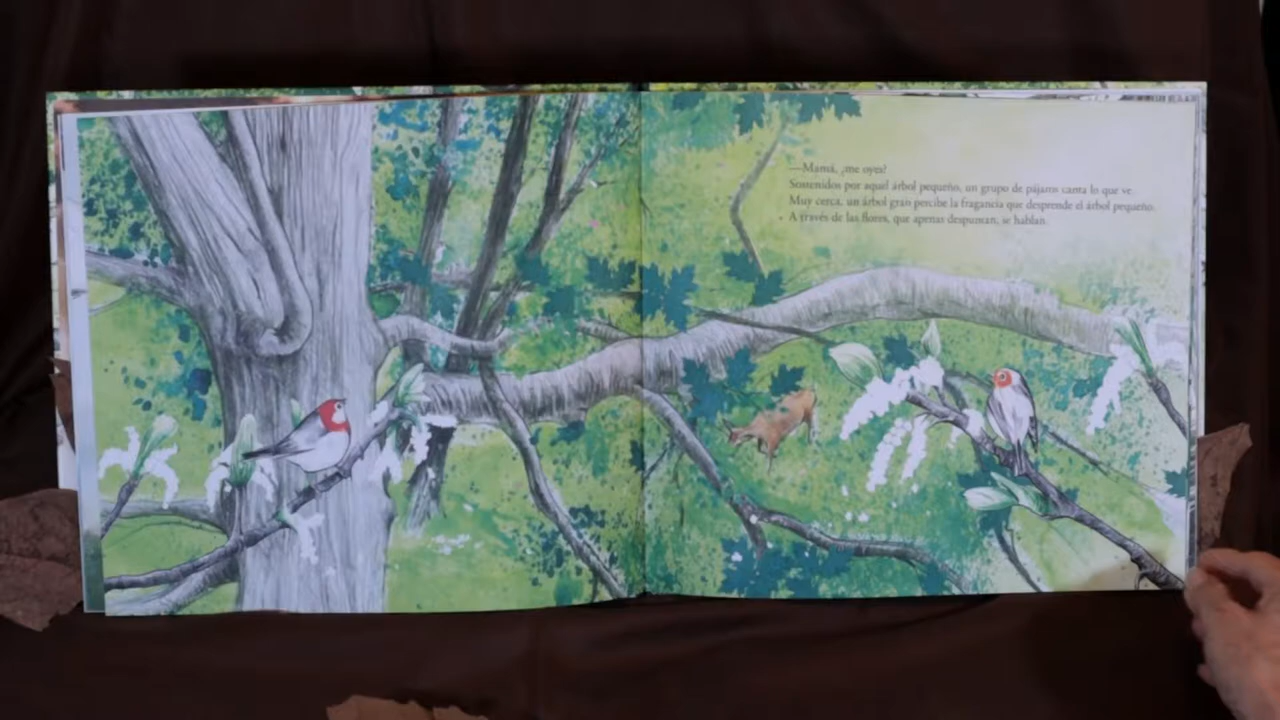 —Mamá, ¿me oyes?
Sostenidos por aquel árbol pequeño, un grupo de pájaros canta lo que ve.
Muy cerca, un árbol gran percibe la fragancia que desprende el árbol pequeño.
A través de las flores, que apenas despuntan, se hablan.